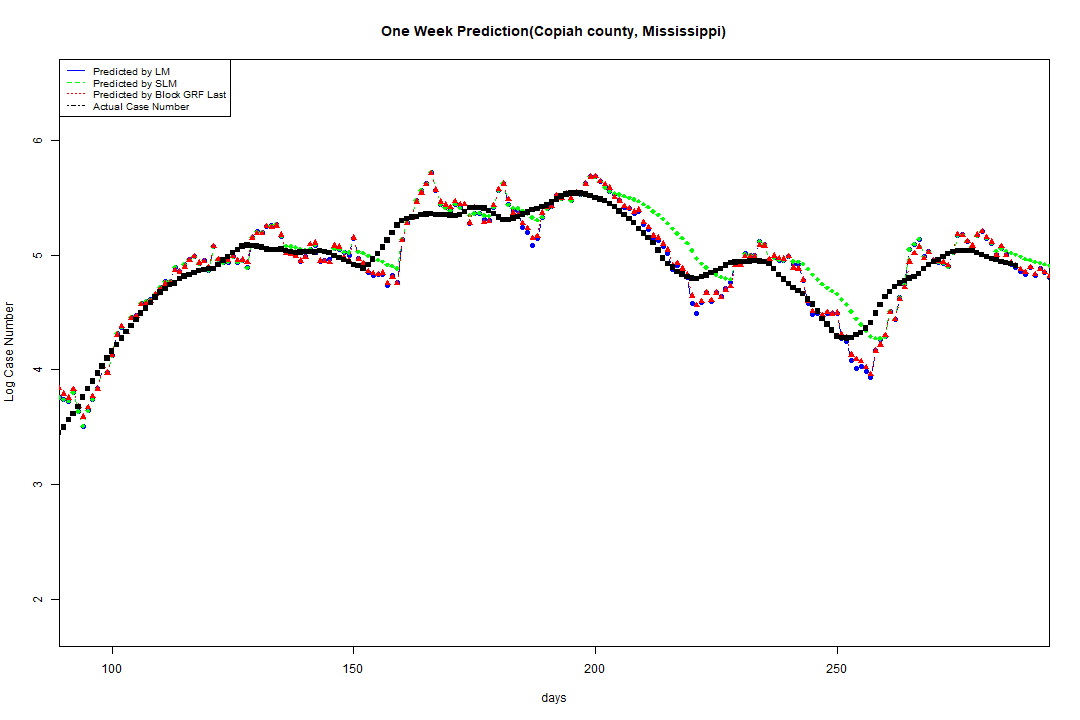 One Week Prediction(Copiah county, Mississippi)
Predicted by LM
Predicted by SLM
Predicted by Block GRF Last
Actual Case Number
6
5
4
3
2
Log Case Number
100
150
200
250
days